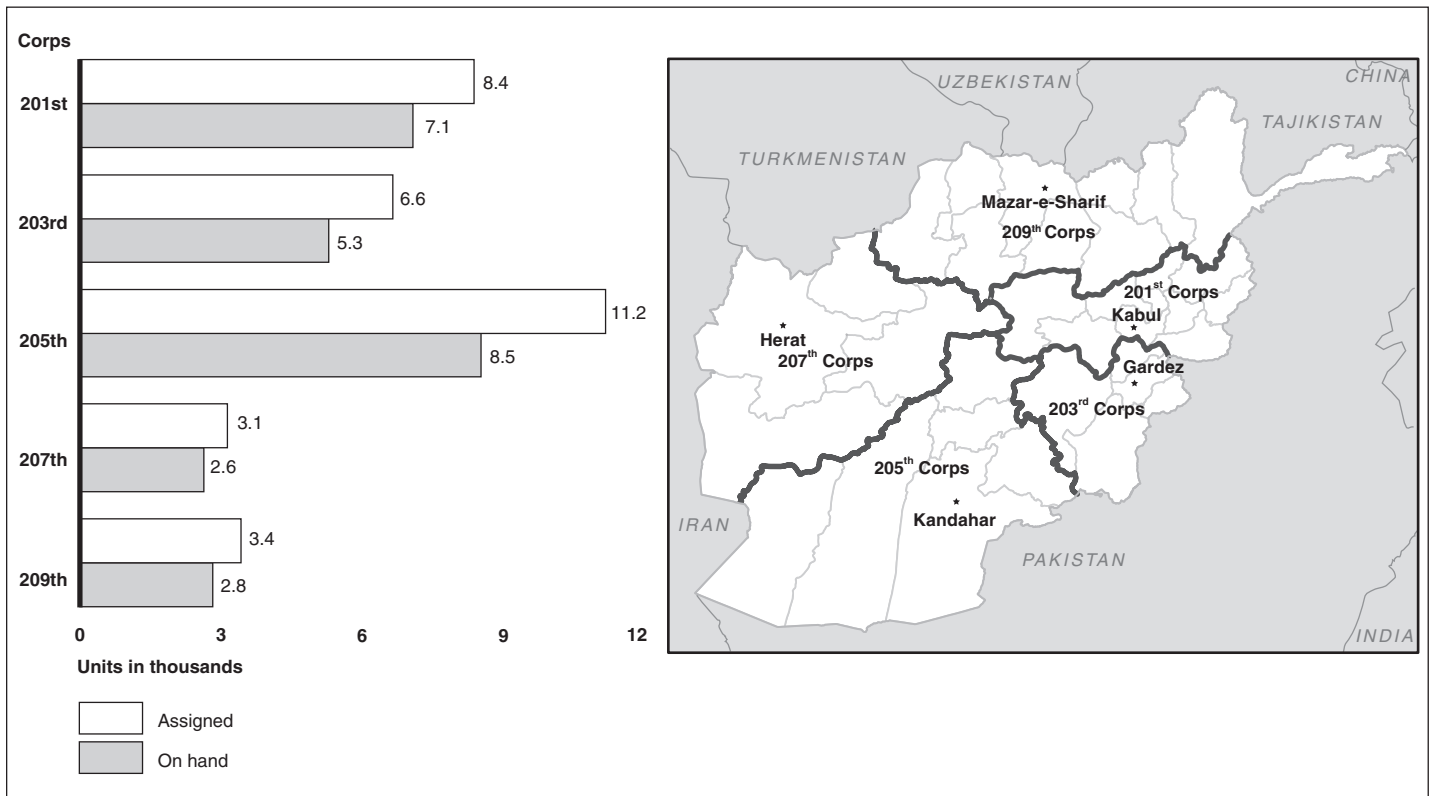 Corps
201st
8.4
7.1
203rd
6.6
5.3
205th
11.2
8.5
207th
3.1
2.6
209th
3.4
2.8
0 3 6 9 12
Units in thousands
Assigned
On hand
UZBEKISTAN
CHINA
TAJIKISTAN
TURKMENISTAN
Mazar-e-Sharif
209th Corps
201st Corps
Kabul
Herat
207th Corps
Gardez
203rd Corps
205th Corps
Kandahar
IRAN
PAKISTAN
INDIA